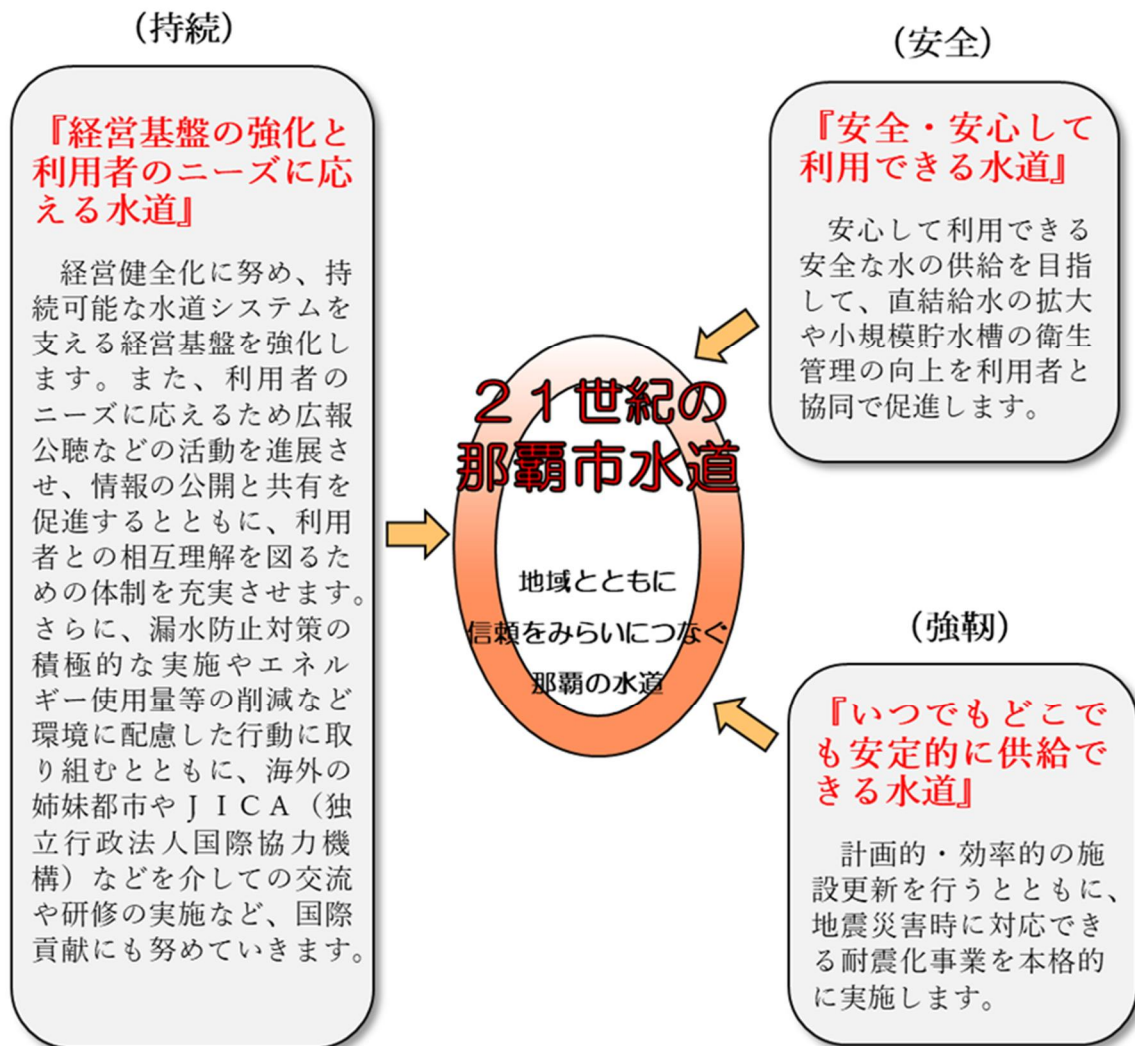 (持続)
『経営基盤の強化と
利用者のニーズに応
える水道』
経営健全化に努め、持
続可能な水道システムを
支える経営基盤を強化し
ます。また、利用者の
ニーズに応えるため広報
公聴などの活動を進展さ
せ、情報の公開と共有を
促進するとともに、利用
者との相互理解を図るた
めの体制を充実させます。
さらに、漏水防止対策の
積極的な実施やエネル
ギー使用量等の削減など
環境に配慮した行動に取
り組むとともに、海外の
姉妹都市やＪＩＣＡ（独
立行政法人国際協力機
構）などを介しての交流
や研修の実施など、国際
貢献にも努めていきます。
２１世紀の
那覇市水道
地域とともに
信頼をみらいにつなぐ
那覇の水道
(安全)
『安全・安心して
利用できる水道』
安心して利用できる
安全な水の供給を目指
して、直結給水の拡大
や小規模貯水槽の衛生
管理の向上を利用者と
協同で促進します。
(強靭)
『いつでもどこで
も安定的に供給で
きる水道』
計画的・効率的の施
設更新を行うとともに、
地震災害時に対応でき
る耐震化事業を本格的
に実施します。